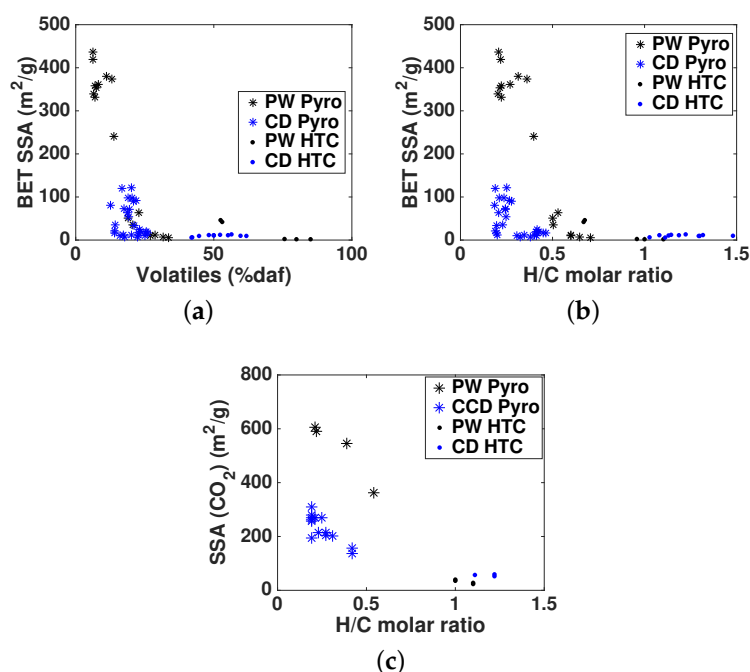 500
400
300
200
100
0
BET SSA (m²/g)
0
50
100
Volatiles (%daf)
PW Pyro
CD Pyro
PW HTC
CD HTC
(a)
500
400
300
200
100
0
BET SSA (m²/g)
0
0.5
1
1.5
H/C molar ratio
PW Pyro
CD Pyro
PW HTC
CD HTC
(b)
800
600
400
200
0
SSA (CO₂) (m²/g)
0
0.5
1
1.5
H/C molar ratio
PW Pyro
CCD Pyro
PW HTC
CD HTC
(c)